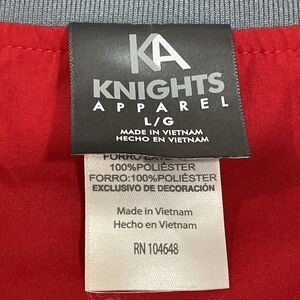 KA
KNIGHTS
APPAREL
L/G
MADE IN VIETNAM
HECHO EN VIETNAM
100%POLIÉSTER
FORRO:100%POLIÉSTER
EXCLUSIVO DE DECORACIÓN
Made in Vietnam
Hecho en Vietnam
RN 104648